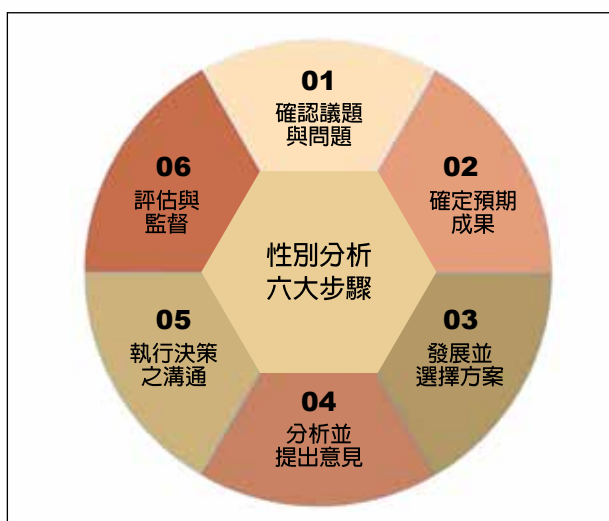 01
確認議題
與問題
02
確定預期
成果
03
發展並
選擇方案
04
分析並
提出意見
05
執行決策
之溝通
06
評估與
監督
性別分析
六大步驟